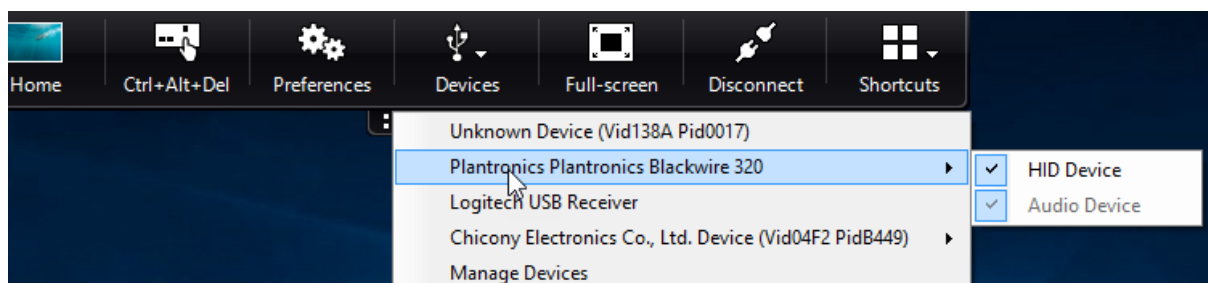 Home Ctrl+Alt+Del Preferences Devices Full-screen Disconnect Shortcuts
Unknown Device (Vid138A Pid0017)
Plantronics Plantronics Blackwire 320
HID Device
Logitech USB Receiver
Audio Device
Chicony Electronics Co., Ltd. Device (Vid04F2 PidB449)
Manage Devices